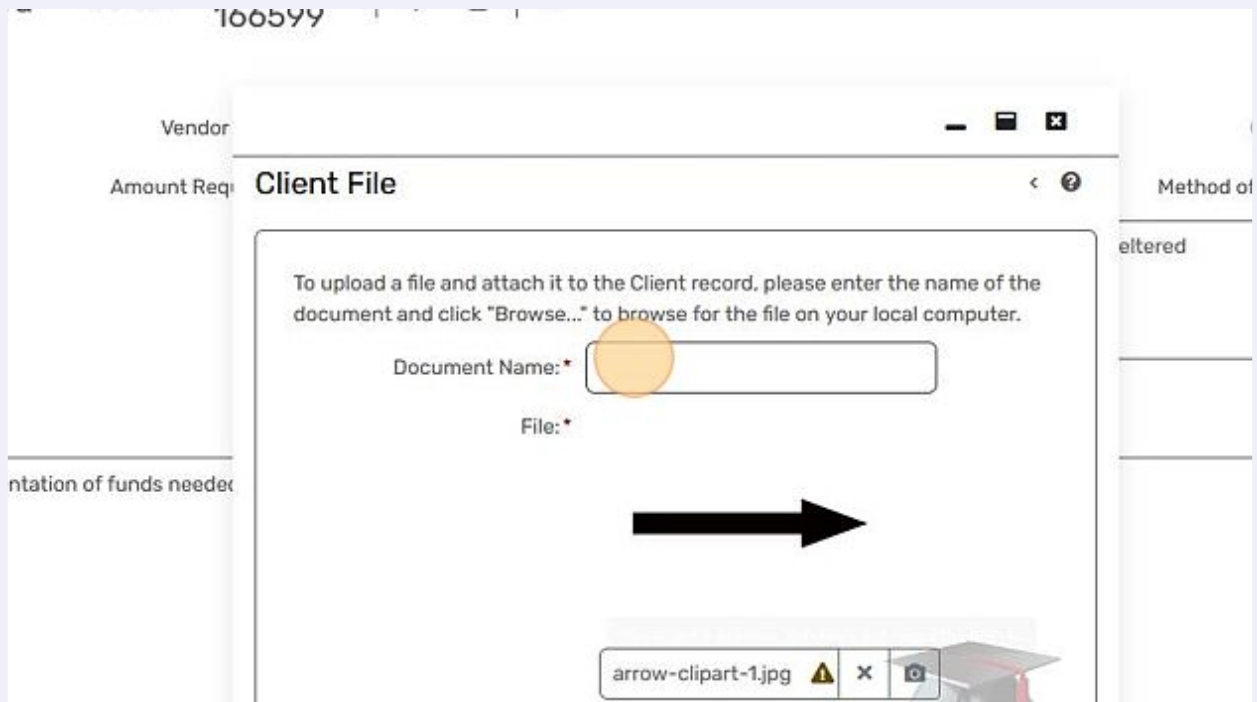 166599
Vendor
Amount Requ
Client File
Method of
eltered
To upload a file and attach it to the Client record, please enter the name of the
document and click "Browse..." to browse for the file on your local computer.
Document Name:*
File:*
ntation of funds needed
arrow-clipart-1.jpg